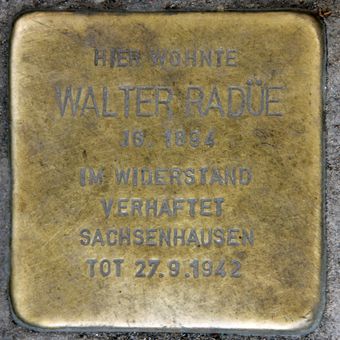 HIER WOHNTE
WALTER RADÜE
JG. 1894
IM WIDERSTAND
VERHAFTET
SACHSENHAUSEN
TOT 27.9.1942